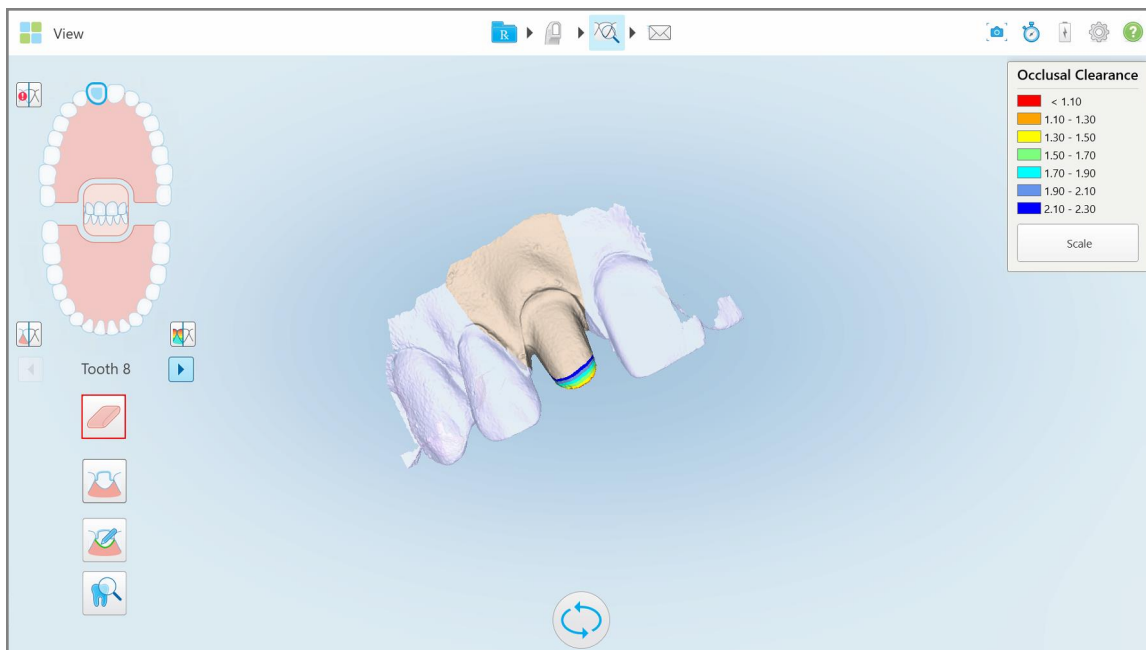 View
R
?
Occlusal Clearance
< 1.10
1.10 - 1.30
1.30 - 1.50
1.50 - 1.70
1.70 - 1.90
1.90 - 2.10
2.10 - 2.30
Scale
Tooth 8